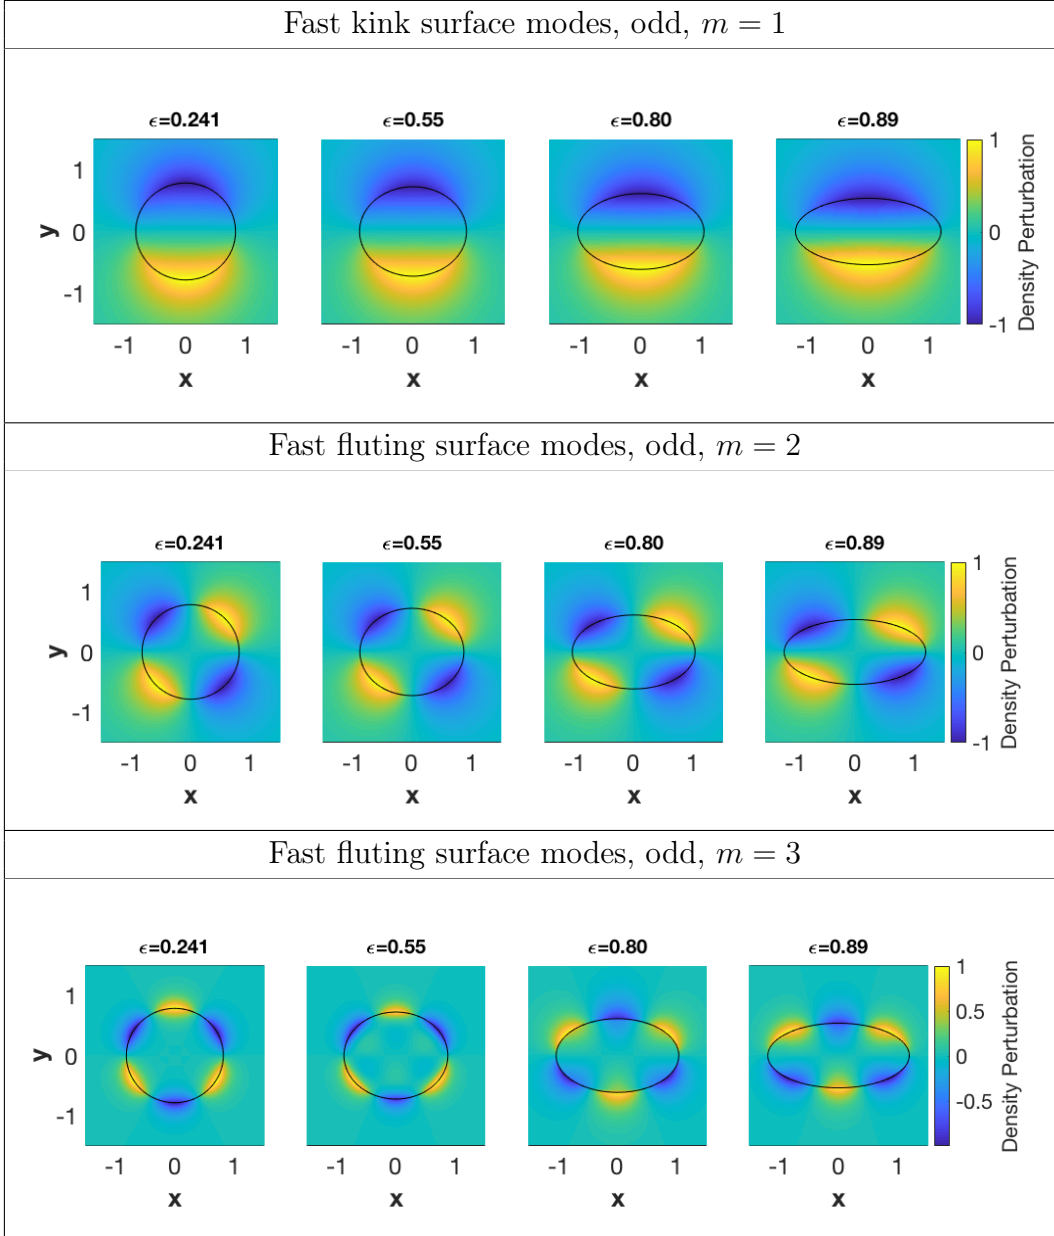 Fast kink surface modes, odd, m = 1
ϵ=0.241 ϵ=0.55 ϵ=0.80 ϵ=0.89
1
0
-1
y
-1 0 1 -1 0 1 -1 0 1 -1 0 1
x x x x
1
0
-1
Density Perturbation
Fast fluting surface modes, odd, m = 2
ϵ=0.241 ϵ=0.55 ϵ=0.80 ϵ=0.89
1
0
-1
y
-1 0 1 -1 0 1 -1 0 1 -1 0 1
x x x x
1
0
-1
Density Perturbation
Fast fluting surface modes, odd, m = 3
ϵ=0.241 ϵ=0.55 ϵ=0.80 ϵ=0.89
1
0
-1
y
-1 0 1 -1 0 1 -1 0 1 -1 0 1
x x x x
1
0.5
0
-0.5
Density Perturbation